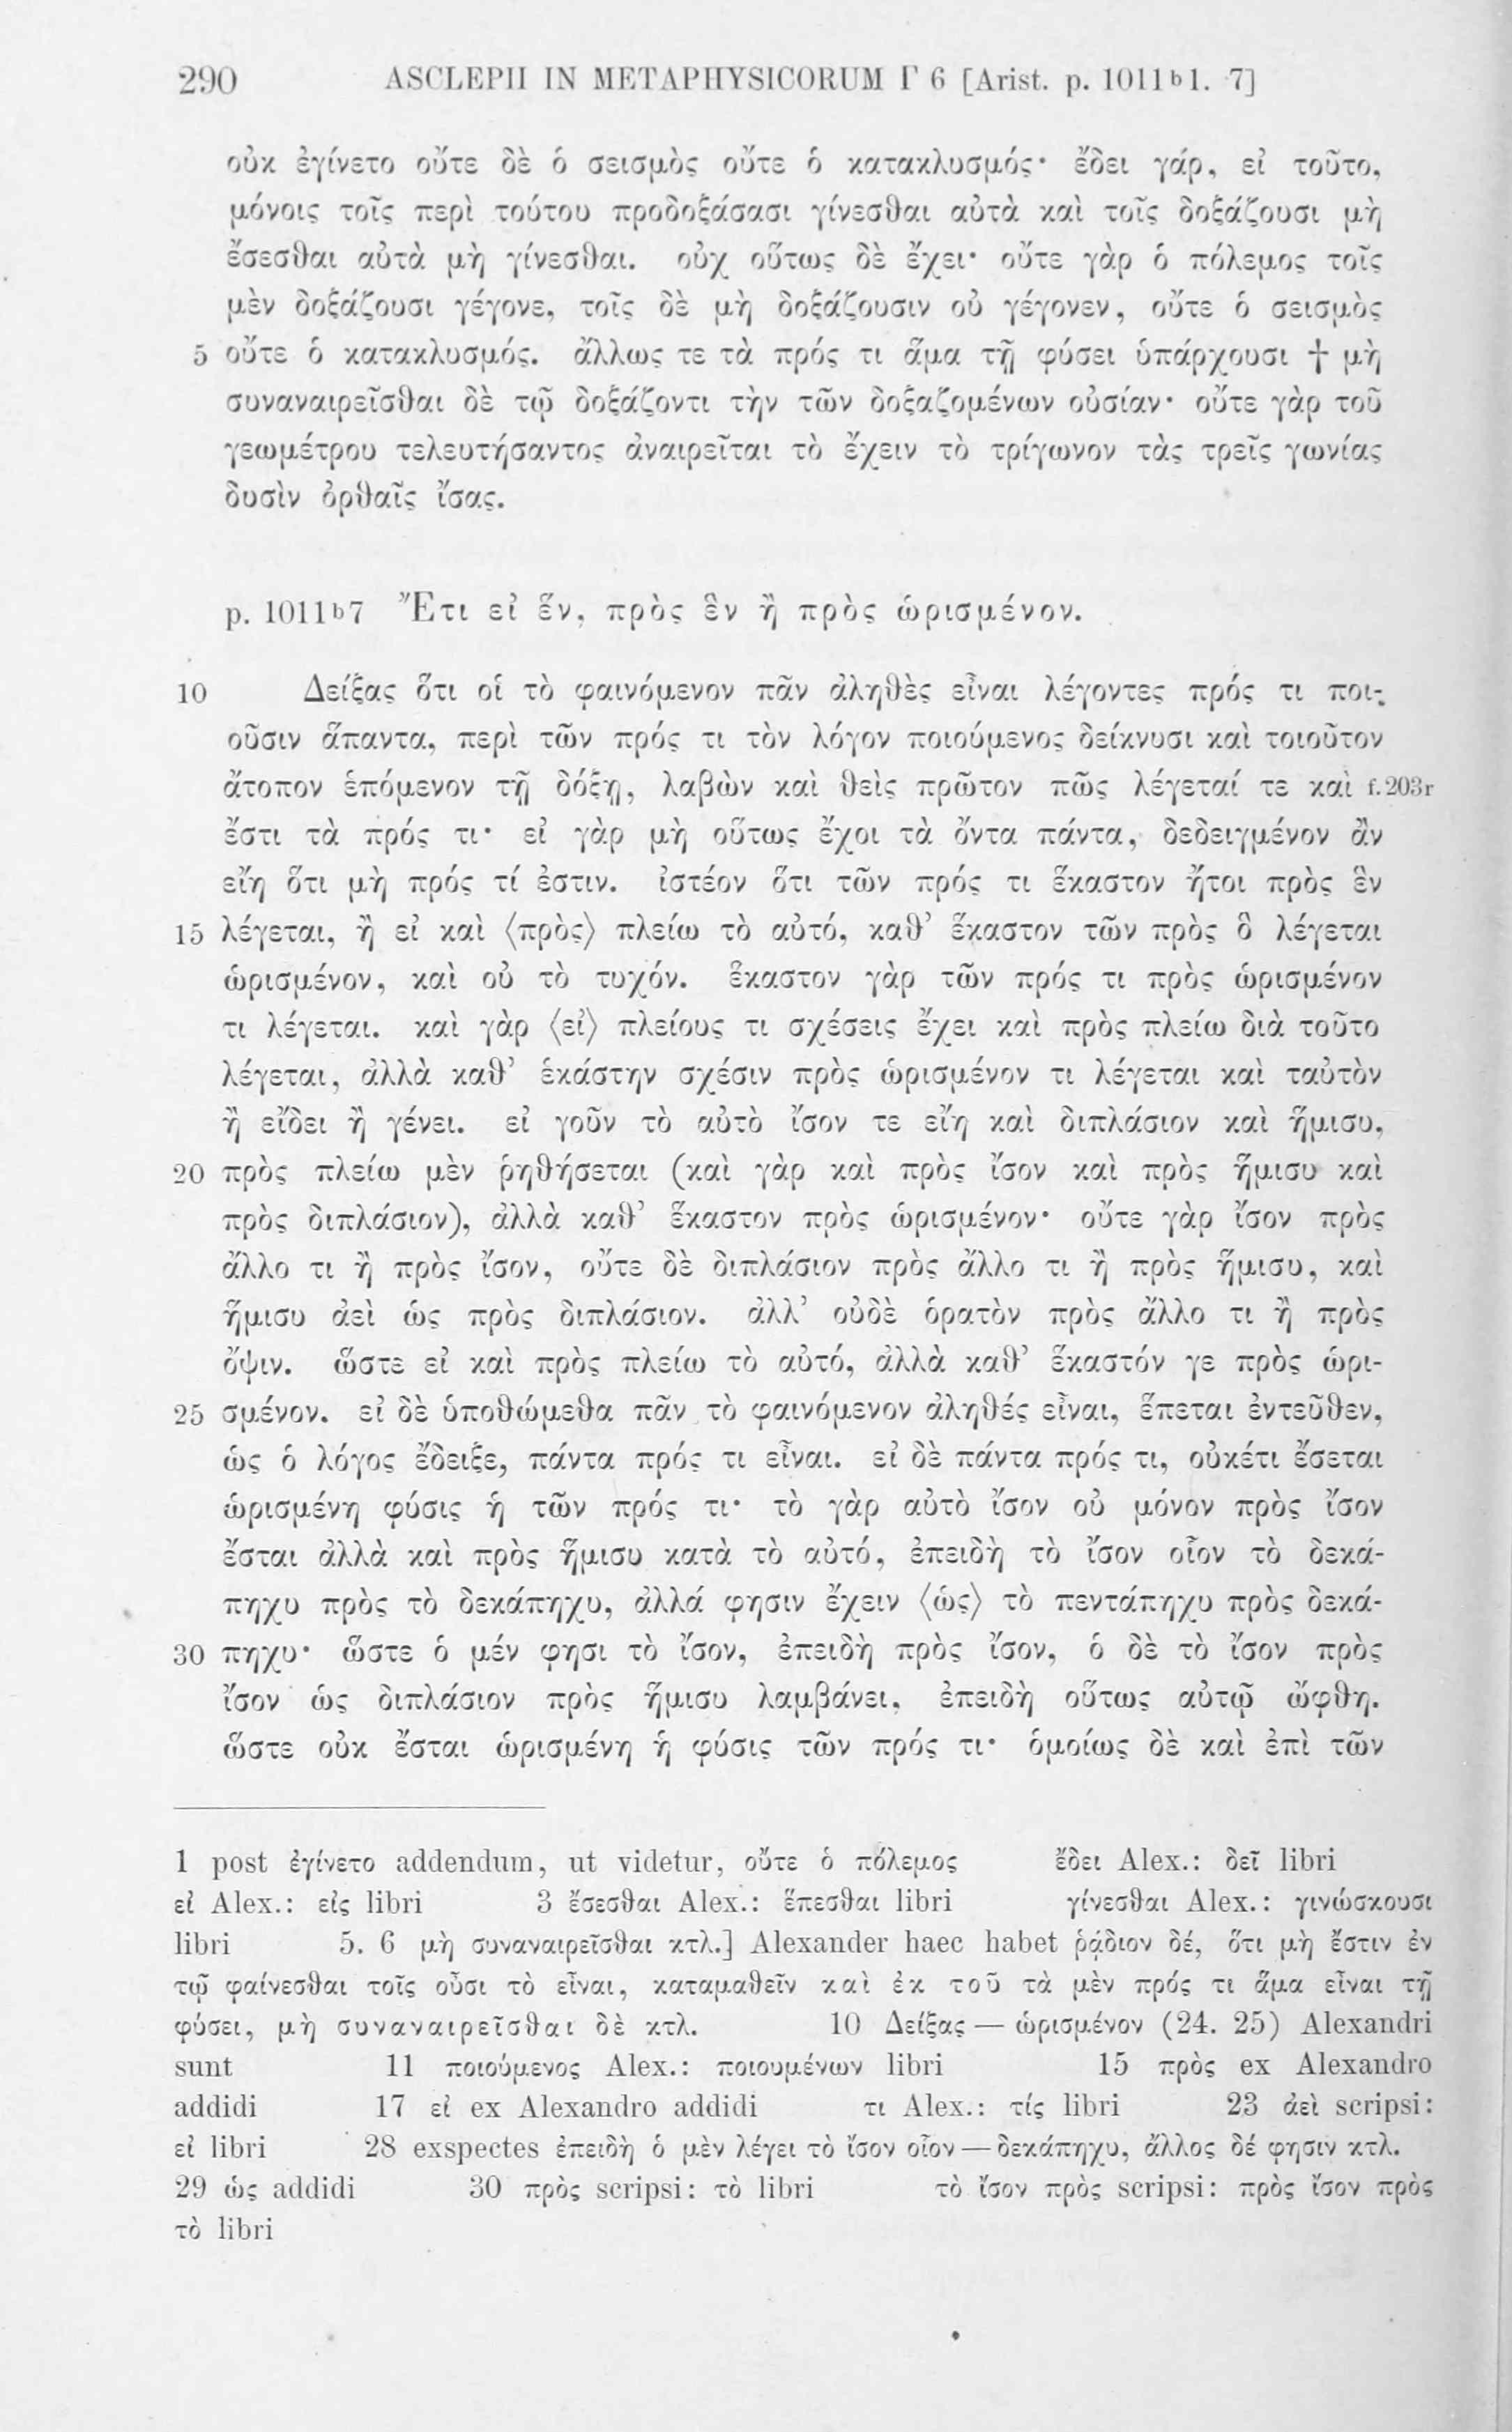 290 ASCLEPII IN METAPHYSICORUM Γ 6 [Arist. p. 1011ᵇ1. 7]
οὐκ ἐγίνετο οὔτε δὲ ὁ σεισμὸς οὔτε ὁ κατακλυσμός· ἔδει γάρ, εἰ τοῦτο,
μόνοις τοῖς περὶ τούτου προδοξάσασι γίνεσθαι αὐτὰ καὶ τοῖς δοξάζουσι μὴ
ἔσεσθαι αὐτὰ μὴ γίνεσθαι. οὐχ οὕτως δὲ ἔχει· οὔτε γὰρ ὁ πόλεμος τοῖς
μὲν δοξάζουσι γέγονε, τοῖς δὲ μὴ δοξάζουσιν οὐ γέγονεν, οὔτε ὁ σεισμὸς
5 οὔτε ὁ κατακλυσμός. ἄλλως τε τὰ πρός τι ἅμα τῇ φύσει ὑπάρχουσι † μὴ
συναναιρεῖσθαι δὲ τῷ δοξάζοντι τὴν τῶν δοξαζομένων οὐσίαν· οὔτε γὰρ τοῦ
γεωμέτρου τελευτήσαντος ἀναιρεῖται τὸ ἔχειν τὸ τρίγωνον τὰς τρεῖς γωνίας
δυσὶν ὀρθαῖς ἴσας.
p. 1011ᵇ7 Ἔτι εἰ ἕν, πρὸς ἓν ἢ πρὸς ὡρισμένον.
10 Δείξας ὅτι οἱ τὸ φαινόμενον πᾶν ἀληθὲς εἶναι λέγοντες πρός τι ποι-
οῦσιν ἅπαντα, περὶ τῶν πρός τι τὸν λόγον ποιούμενος δείκνυσι καὶ τοιοῦτον
ἄτοπον ἑπόμενον τῇ δόξῃ, λαβὼν καὶ θεὶς πρῶτον πῶς λέγεταί τε καὶ f. 203r
ἔστι τὰ πρός τι· εἰ γὰρ μὴ οὕτως ἔχοι τὰ ὄντα πάντα, δεδειγμένον ἂν
εἴη ὅτι μὴ πρός τί ἐστιν. ἰστέον ὅτι τῶν πρός τι ἕκαστον ἤτοι πρὸς ἓν
15 λέγεται, ἢ εἰ καὶ ⟨πρὸς⟩ πλείω τὸ αὐτό, καθ’ ἕκαστον τῶν πρὸς ὃ λέγεται
ὡρισμένον, καὶ οὐ τὸ τυχόν. ἕκαστον γὰρ τῶν πρός τι πρὸς ὡρισμένον
τι λέγεται. καὶ γὰρ ⟨εἰ⟩ πλείους τι σχέσεις ἔχει καὶ πρὸς πλείω διὰ τοῦτο
λέγεται, ἀλλὰ καθ’ ἑκάστην σχέσιν πρὸς ὡρισμένον τι λέγεται καὶ ταὐτὸν
ἢ εἴδει ἢ γένει. εἰ γοῦν τὸ αὐτὸ ἴσον τε εἴη καὶ διπλάσιον καὶ ἥμισυ,
20 πρὸς πλείω μὲν ῥηθήσεται (καὶ γὰρ καὶ πρὸς ἴσον καὶ πρὸς ἥμισυ καὶ
πρὸς διπλάσιον), ἀλλὰ καθ’ ἕκαστον πρὸς ὡρισμένον· οὔτε γὰρ ἴσον πρὸς
ἄλλο τι ἢ πρὸς ἴσον, οὔτε δὲ διπλάσιον πρὸς ἄλλο τι ἢ πρὸς ἥμισυ, καὶ
ἥμισυ ἀεὶ ὡς πρὸς διπλάσιον. ἀλλ’ οὐδὲ ὁρατὸν πρὸς ἄλλο τι ἢ πρὸς
ὄψιν. ὥστε εἰ καὶ πρὸς πλείω τὸ αὐτό, ἀλλὰ καθ’ ἕκαστόν γε πρὸς ὡρι-
25 σμένον. εἰ δὲ ὑποθώμεθα πᾶν τὸ φαινόμενον ἀληθές εἶναι, ἕπεται ἐντεῦθεν,
ὡς ὁ λόγος ἔδειξε, πάντα πρός τι εἶναι. εἰ δὲ πάντα πρός τι, οὐκέτι ἔσεται
ὡρισμένη φύσις ἡ τῶν πρός τι· τὸ γὰρ αὐτὸ ἴσον οὐ μόνον πρὸς ἴσον
ἔσται ἀλλὰ καὶ πρὸς ἥμισυ κατὰ τὸ αὐτό, ἐπειδὴ τὸ ἴσον οἷον τὸ δεκά-
πηχυ πρὸς τὸ δεκάπηχυ, ἀλλά φησιν ἔχειν ⟨ὡς⟩ τὸ πεντάπηχυ πρὸς δεκά-
30 πηχυ· ὥστε ὁ μέν φησι τὸ ἴσον, ἐπειδὴ πρὸς ἴσον, ὁ δὲ τὸ ἴσον πρὸς
ἴσον ὡς διπλάσιον πρὸς ἥμισυ λαμβάνει, ἐπειδὴ οὕτως αὐτῷ ὤφθη.
ὥστε οὐκ ἔσται ὡρισμένη ἡ φύσις τῶν πρός τι· ὁμοίως δὲ καὶ ἐπὶ τῶν
1 post ἐγίνετο addendum, ut videtur, οὔτε ὁ πόλεμος ἔδει Alex.: δεῖ libri
εἰ Alex.: εἰς libri 3 ἔσεσθαι Alex.: ἕπεσθαι libri γίνεσθαι Alex.: γινώσκουσι
libri 5. 6 μὴ συναναιρεῖσθαι κτλ.] Alexander haec habet ῥᾴδιον δέ, ὅτι μὴ ἔστιν ἐν
τῷ φαίνεσθαι τοῖς οὖσι τὸ εἶναι, καταμαθεῖν καὶ ἐκ τοῦ τὰ μὲν πρός τι ἅμα εἶναι τῇ
φύσει, μὴ συναναιρεῖσθαι δὲ κτλ. 10 Δείξας — ὡρισμένον (24. 25) Alexandri
sunt 11 ποιούμενος Alex.: ποιουμένων libri 15 πρὸς ex Alexandro
addidi 17 εἰ ex Alexandro addidi τι Alex.: τίς libri 23 ἀεὶ scripsi:
εἰ libri 28 exspectes ἐπειδὴ ὁ μὲν λέγει τὸ ἴσον οἷον — δεκάπηχυ, ἄλλος δέ φησιν κτλ.
29 ὡς addidi 30 πρὸς scripsi: τὸ libri τὸ ἴσον πρὸς scripsi: πρὸς ἴσον πρὸς
τὸ libri